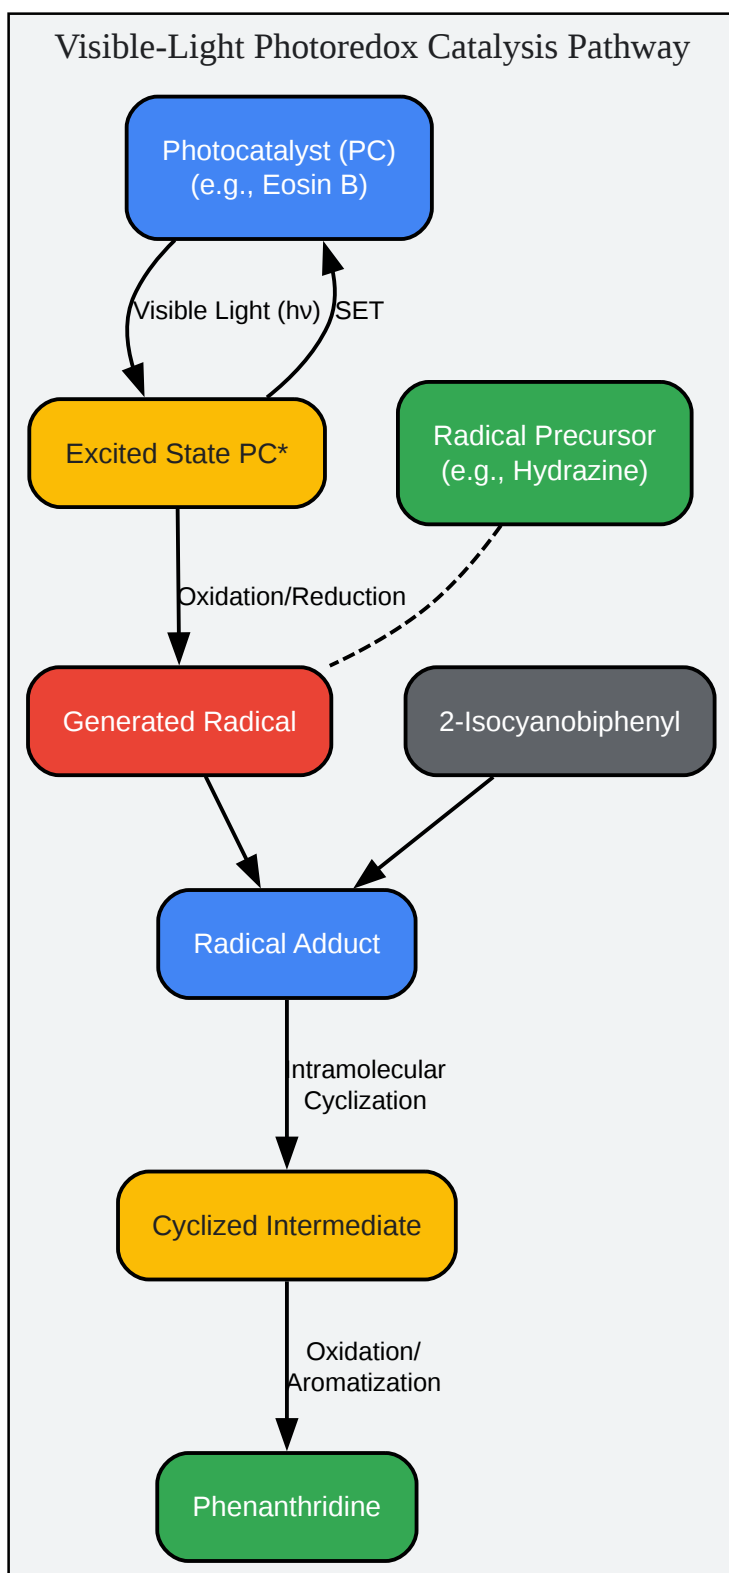 Visible-Light Photoredox Catalysis Pathway
Photocatalyst (PC)
(e.g., Eosin B)
Visible Light (hν)
SET
Excited State PC*
Radical Precursor
(e.g., Hydrazine)
Oxidation/Reduction
Generated Radical
2-Isocyanobiphenyl
Radical Adduct
Intramolecular
Cyclization
Cyclized Intermediate
Oxidation/
Aromatization
Phenanthridine